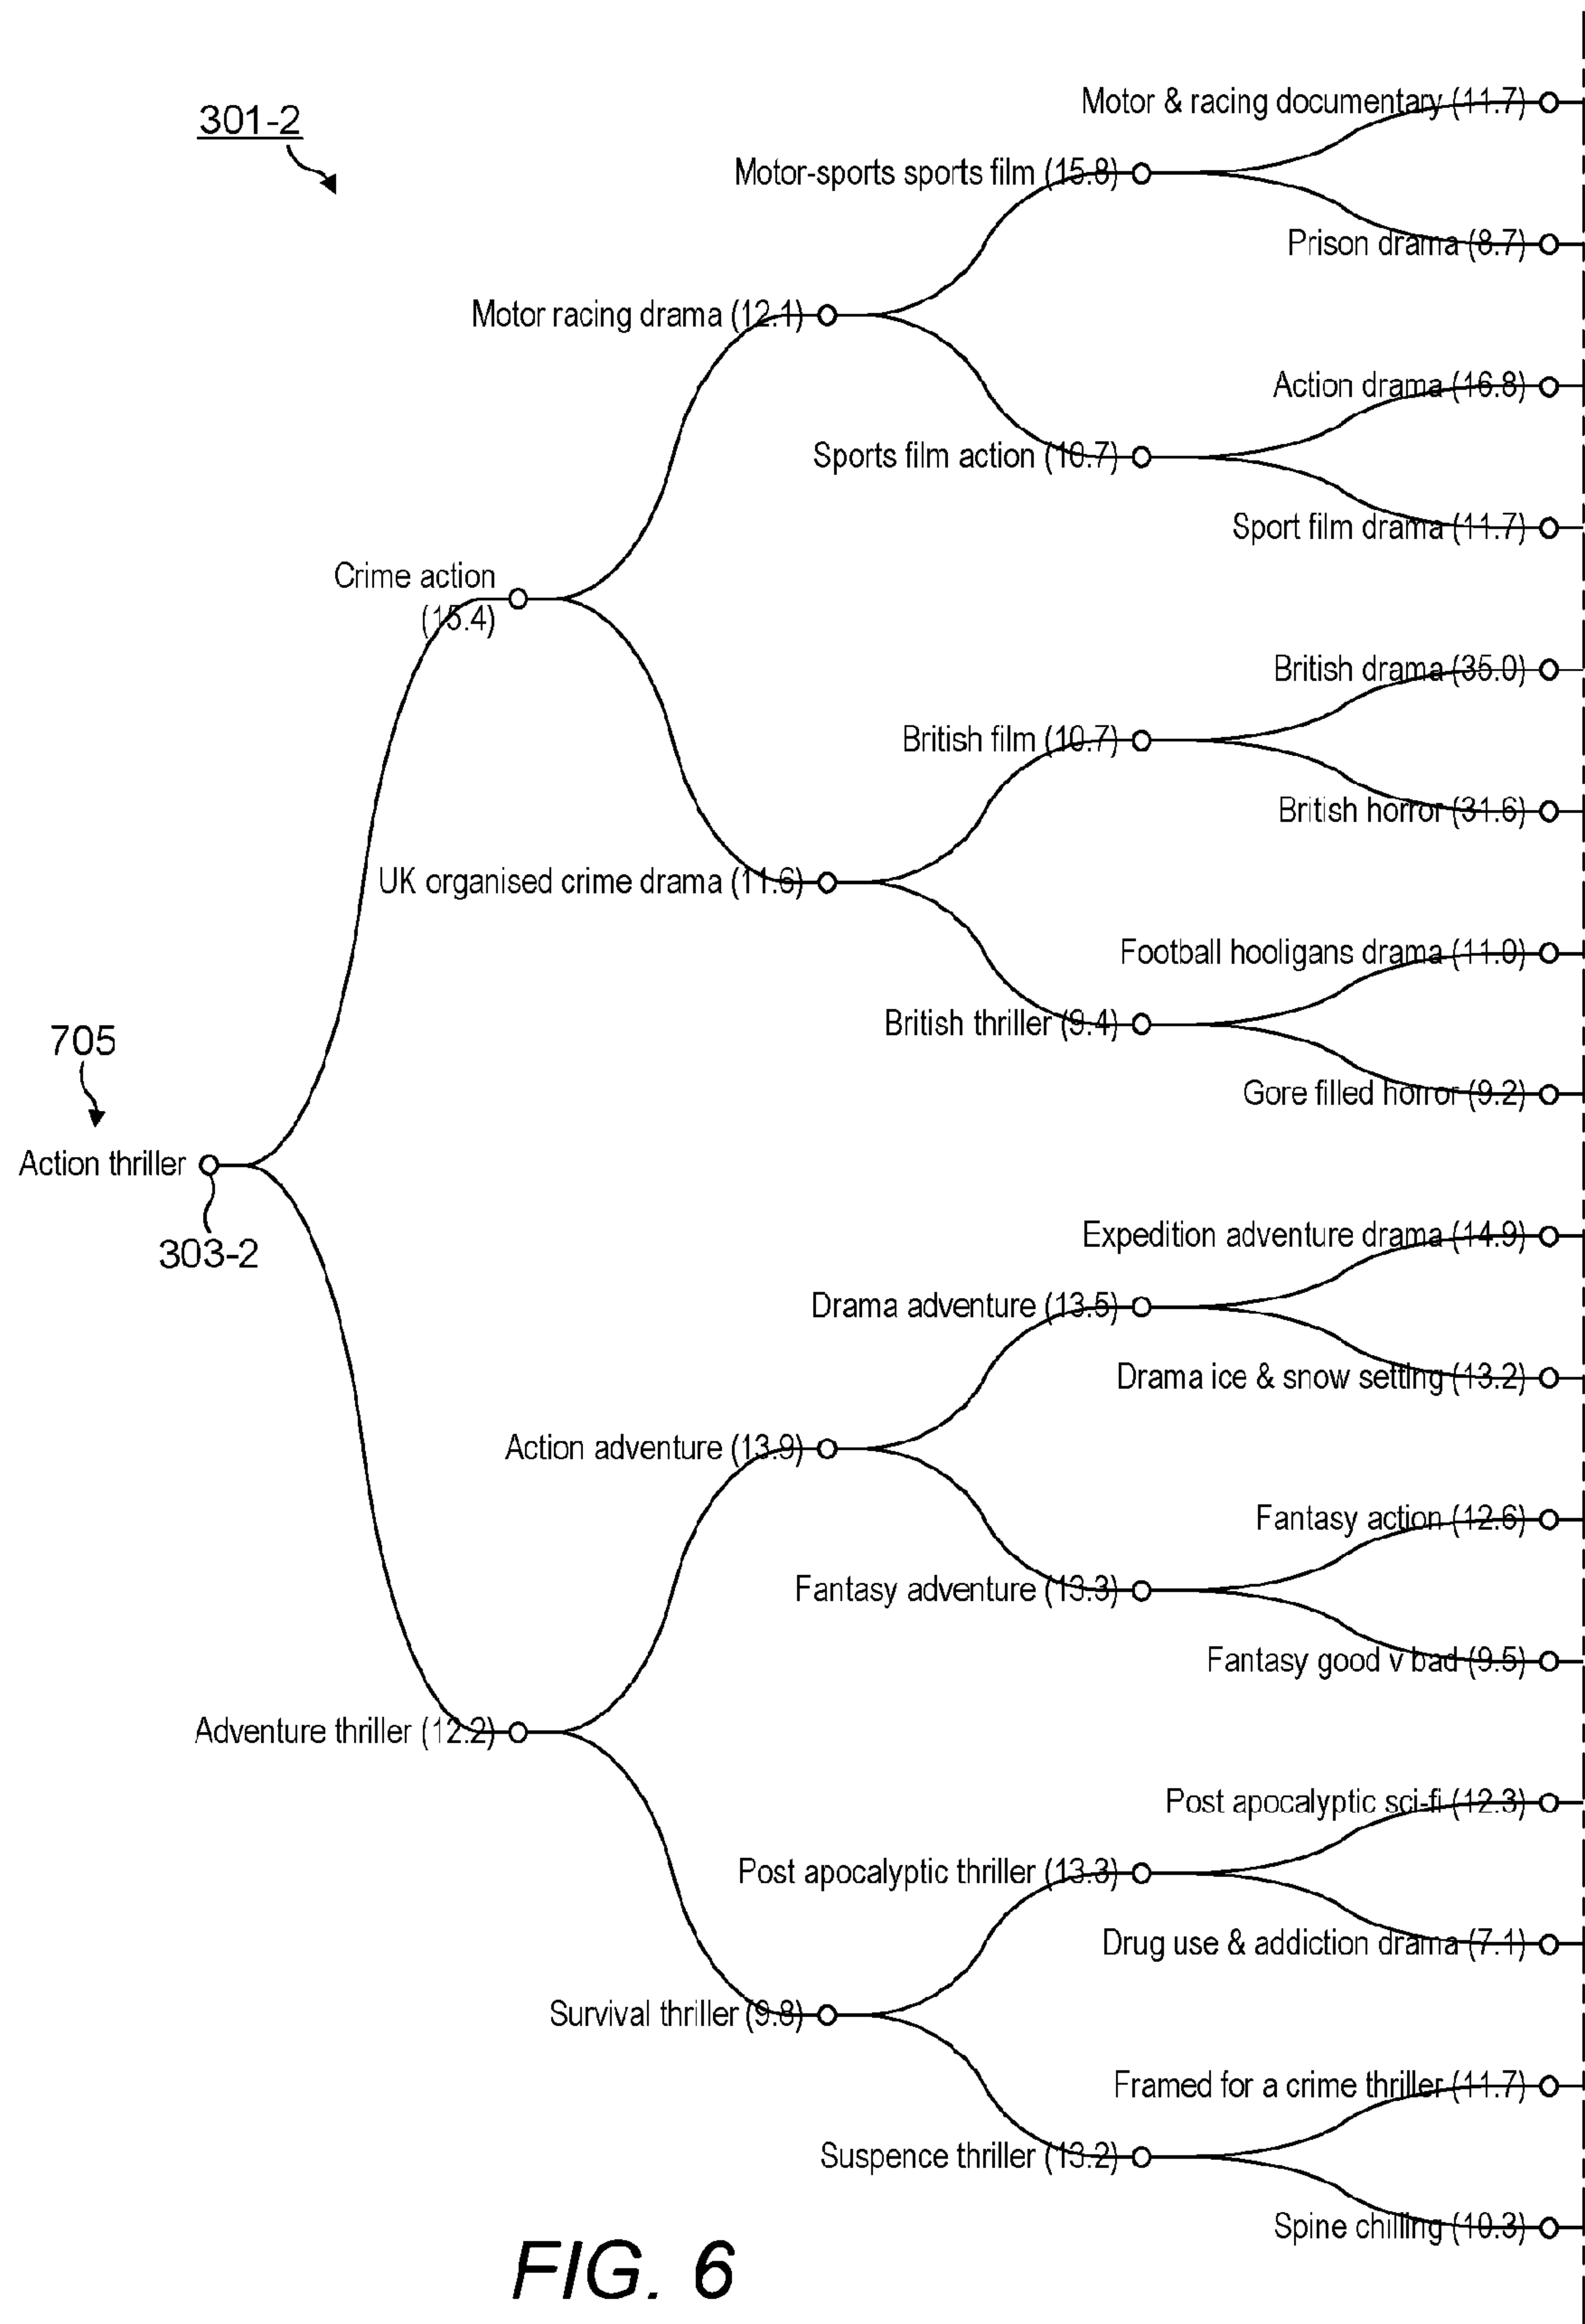 301-2
Motor & racing documentary (11.7)
Motor-sports sports film (15.8)
Prison drama (8.7)
Motor racing drama (12.1)
Action drama (16.8)
Sports film action (10.7)
Sport film drama (11.7)
Crime action
(15.4)
British drama (35.0)
British film (10.7)
British horror (31.6)
UK organised crime drama (11.6)
Football hooligans drama (11.0)
British thriller (9.4)
Gore filled horror (9.2)
705
Action thriller
303-2
Expedition adventure drama (14.9)
Drama adventure (13.5)
Drama ice & snow setting (13.2)
Action adventure (13.9)
Fantasy action (12.6)
Fantasy adventure (13.3)
Fantasy good v bad (9.5)
Adventure thriller (12.2)
Post apocalyptic sci-fi (12.3)
Post apocalyptic thriller (13.3)
Drug use & addiction drama (7.1)
Survival thriller (9.8)
Framed for a crime thriller (11.7)
Suspence thriller (13.2)
Spine chilling (10.3)
FIG. 6